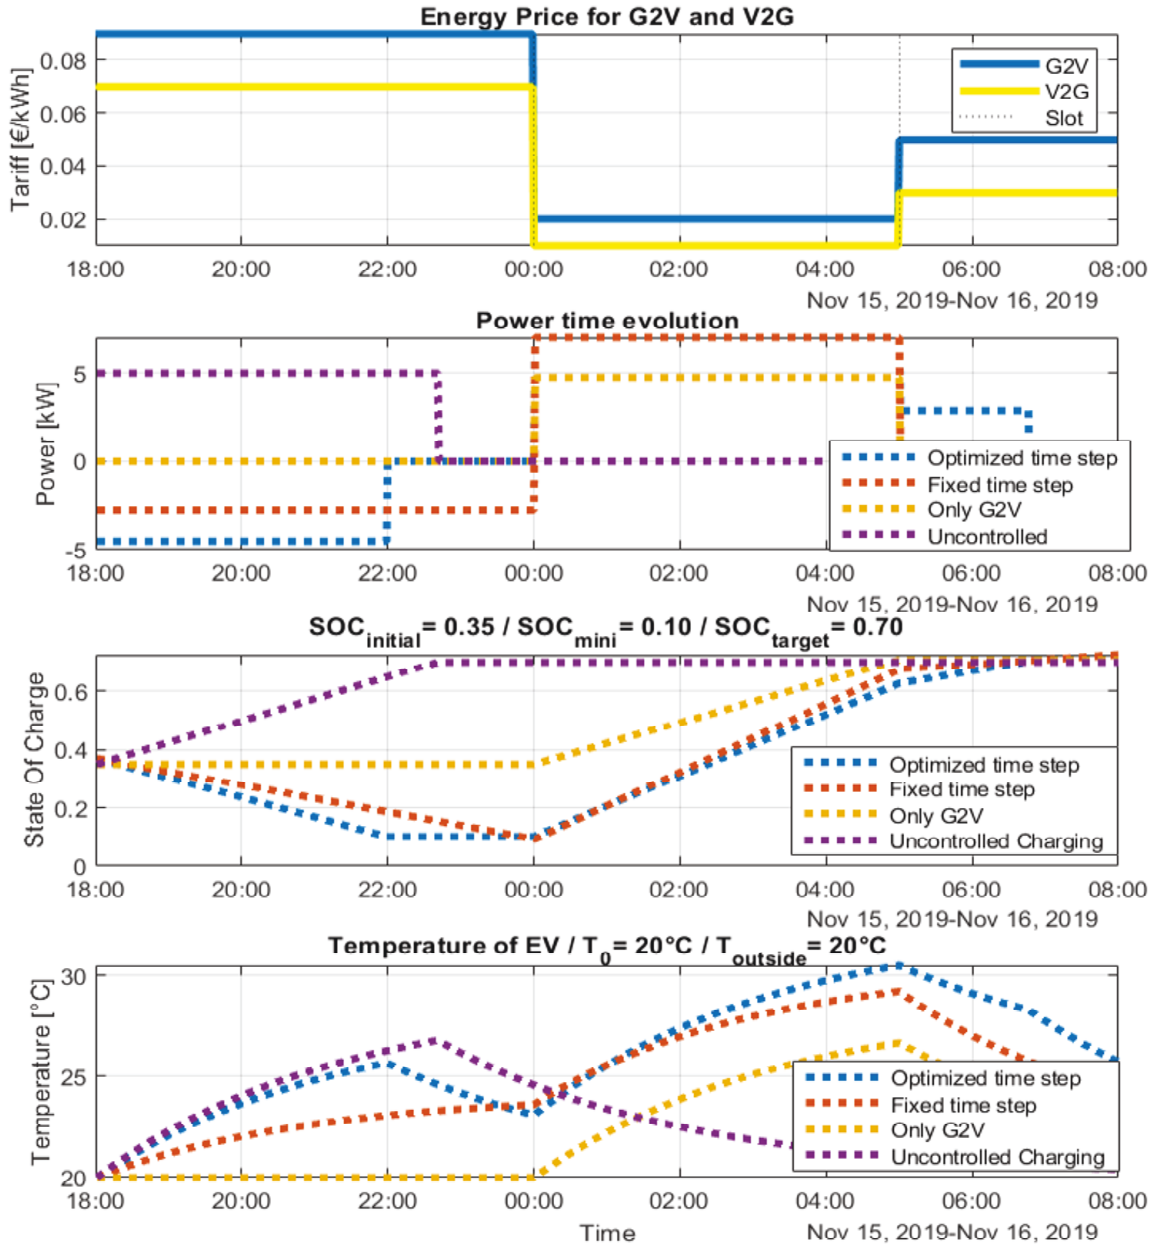 Energy Price for G2V and V2G
Tariff [€/kWh]
0.08
0.06
0.04
0.02
G2V
V2G
Slot
18:00 20:00 22:00 00:00 02:00 04:00 06:00 08:00
Nov 15, 2019-Nov 16, 2019
Power time evolution
Power [kW]
5
0
-5
Optimized time step
Fixed time step
Only G2V
Uncontrolled
18:00 20:00 22:00 00:00 02:00 04:00 06:00 08:00
Nov 15, 2019-Nov 16, 2019
SOCinitial= 0.35 / SOCmini= 0.10 / SOCtarget= 0.70
State Of Charge
0.6
0.4
0.2
0
Optimized time step
Fixed time step
Only G2V
Uncontrolled Charging
18:00 20:00 22:00 00:00 02:00 04:00 06:00 08:00
Nov 15, 2019-Nov 16, 2019
Temperature of EV / T0= 20°C / Toutside= 20°C
Temperature [°C]
30
25
20
Optimized time step
Fixed time step
Only G2V
Uncontrolled Charging
18:00 20:00 22:00 00:00 02:00 04:00 06:00 08:00
Time
Nov 15, 2019-Nov 16, 2019